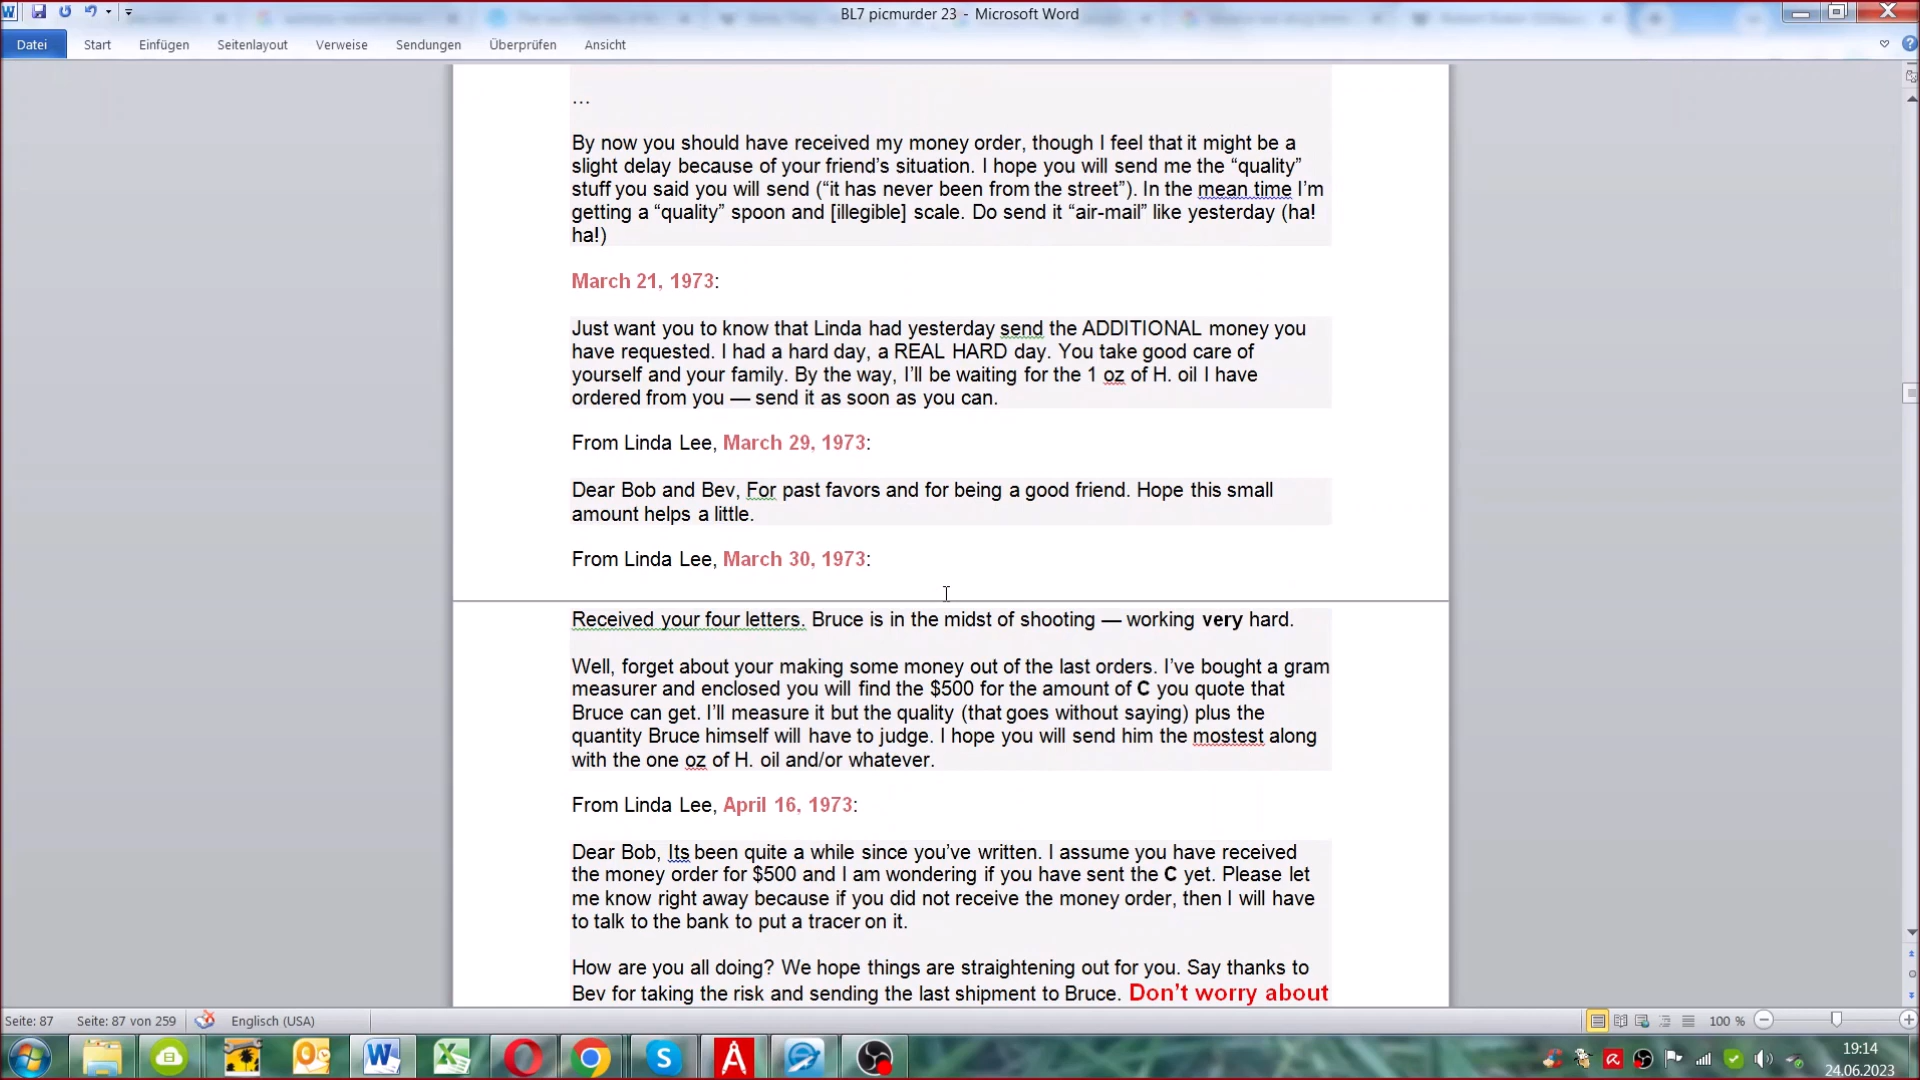 BL7 picmurder 23 - Microsoft Word
Datei Start Einfügen Seitenlayout Verweise Sendungen Überprüfen Ansicht
…
By now you should have received my money order, though I feel that it might be a
slight delay because of your friend’s situation. I hope you will send me the “quality”
stuff you said you will send (“it has never been from the street”). In the mean time I’m
getting a “quality” spoon and [illegible] scale. Do send it “air-mail” like yesterday (ha!
ha!)
March 21, 1973:
Just want you to know that Linda had yesterday send the ADDITIONAL money you
have requested. I had a hard day, a REAL HARD day. You take good care of
yourself and your family. By the way, I’ll be waiting for the 1 oz of H. oil I have
ordered from you — send it as soon as you can.
From Linda Lee, March 29, 1973:
Dear Bob and Bev, For past favors and for being a good friend. Hope this small
amount helps a little.
From Linda Lee, March 30, 1973:
Received your four letters. Bruce is in the midst of shooting — working very hard.
Well, forget about your making some money out of the last orders. I’ve bought a gram
measurer and enclosed you will find the $500 for the amount of C you quote that
Bruce can get. I’ll measure it but the quality (that goes without saying) plus the
quantity Bruce himself will have to judge. I hope you will send him the mostest along
with the one oz of H. oil and/or whatever.
From Linda Lee, April 16, 1973:
Dear Bob, Its been quite a while since you’ve written. I assume you have received
the money order for $500 and I am wondering if you have sent the C yet. Please let
me know right away because if you did not receive the money order, then I will have
to talk to the bank to put a tracer on it.
How are you all doing? We hope things are straightening out for you. Say thanks to
Bev for taking the risk and sending the last shipment to Bruce. Don’t worry about
Seite: 87 Seite: 87 von 259 Englisch (USA) 100 %
19:14
24.06.2023